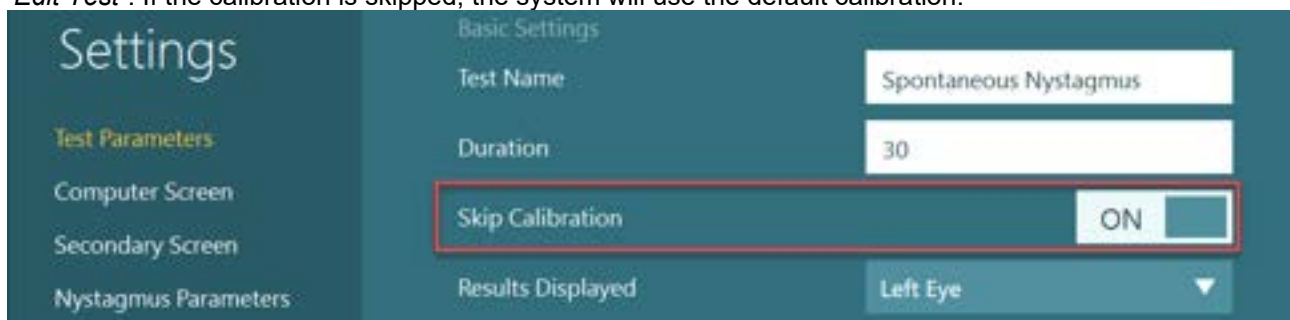 "Edit Test". If the calibration is skipped, the system will use the default calibration.
Settings
Test Parameters
Computer Screen
Secondary Screen
Nystagmus Parameters
Basic Settings
Test Name
Spontaneous Nystagmus
Duration
30
Skip Calibration
ON
Results Displayed
Left Eye